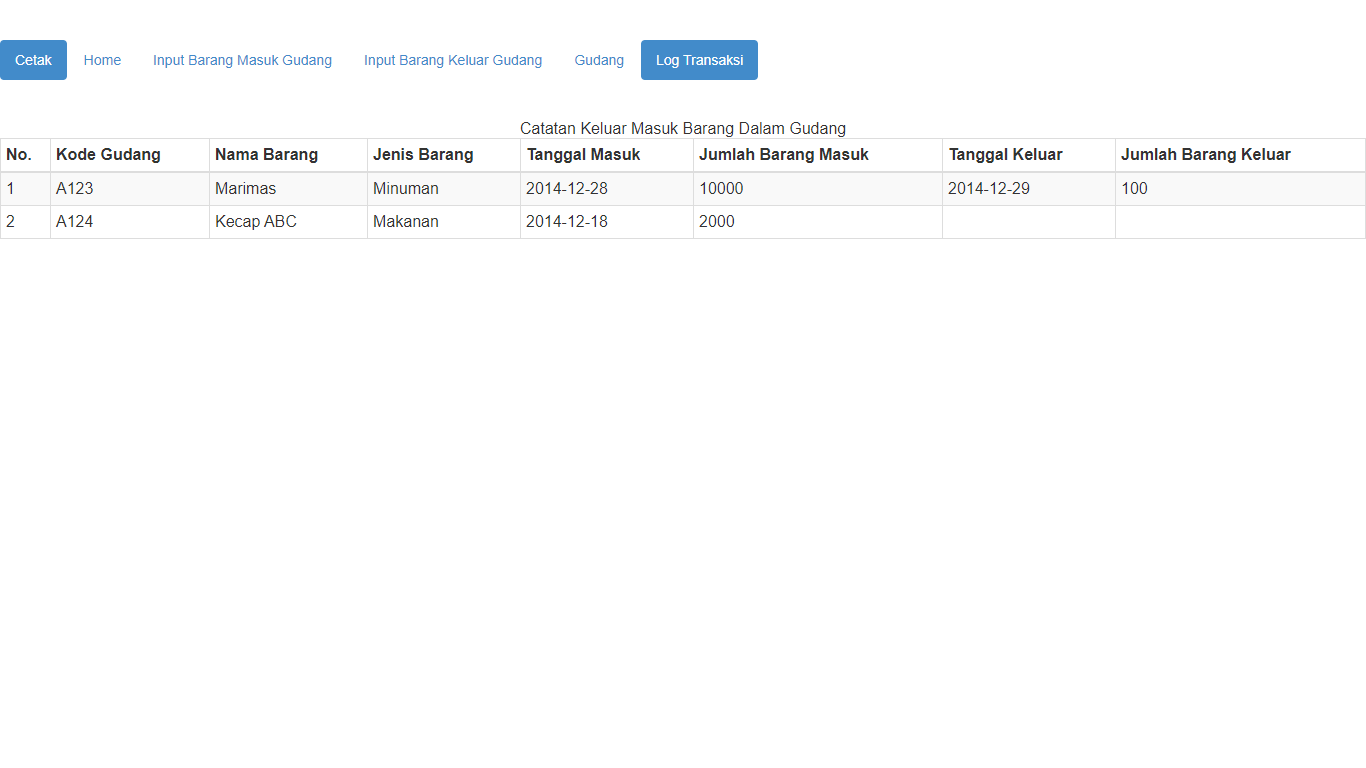 Cetak Home Input Barang Masuk Gudang Input Barang Keluar Gudang Gudang Log Transaksi
Catatan Keluar Masuk Barang Dalam Gudang
No. Kode Gudang Nama Barang Jenis Barang Tanggal Masuk Jumlah Barang Masuk Tanggal Keluar Jumlah Barang Keluar
1 A123 Marimas Minuman 2014-12-28 10000 2014-12-29 100
2 A124 Kecap ABC Makanan 2014-12-18 2000